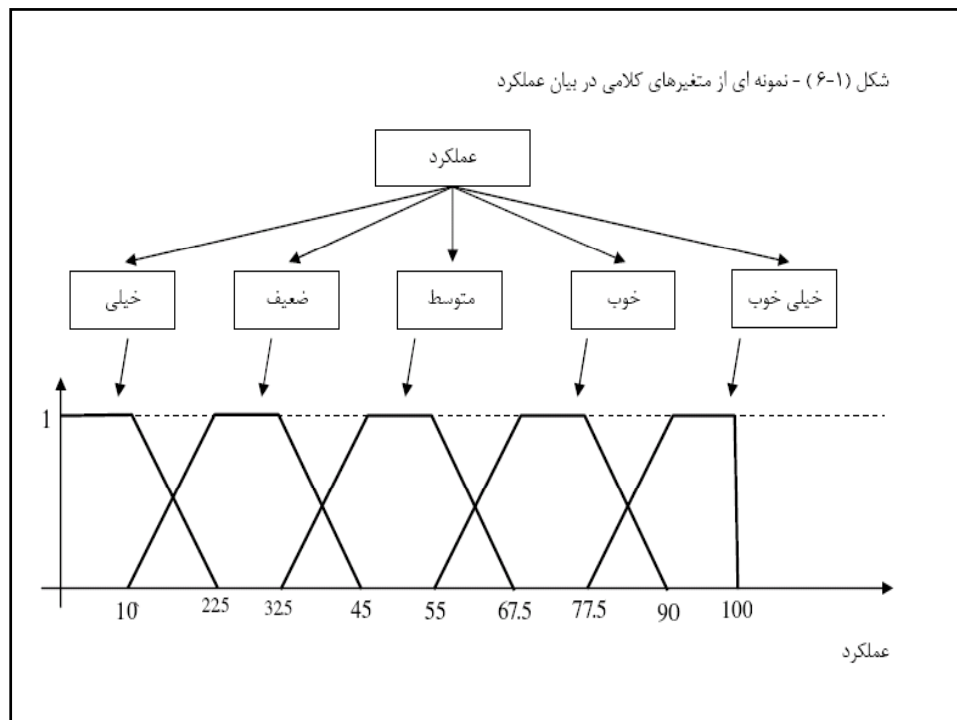 شکل (۱-۶) - نمونه ای از متغیرهای کلامی در بیان عملکرد
عملکرد
خیلی خوب
خوب
متوسط
ضعیف
خیلی
1
10 225 325 45 55 67.5 77.5 90 100
عملکرد